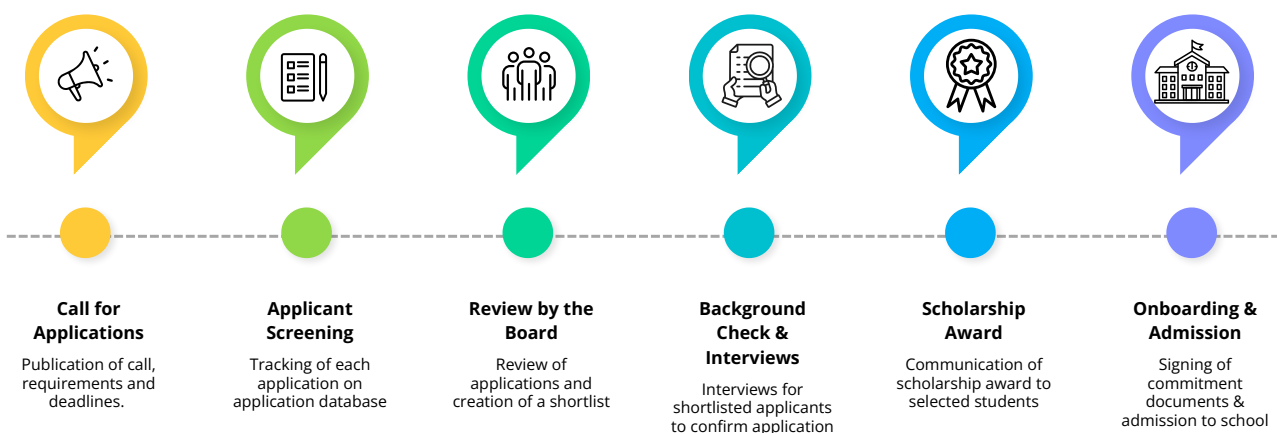 Call for
Applications
Publication of call,
requirements and
deadlines.
Applicant
Screening
Tracking of each
application on
application database
Review by the
Board
Review of
applications and
creation of a shortlist
Background
Check &
Interviews
Interviews for
shortlisted applicants
to confirm application
Scholarship
Award
Communication of
scholarship award to
selected students
Onboarding &
Admission
Signing of
commitment
documents &
admission to school